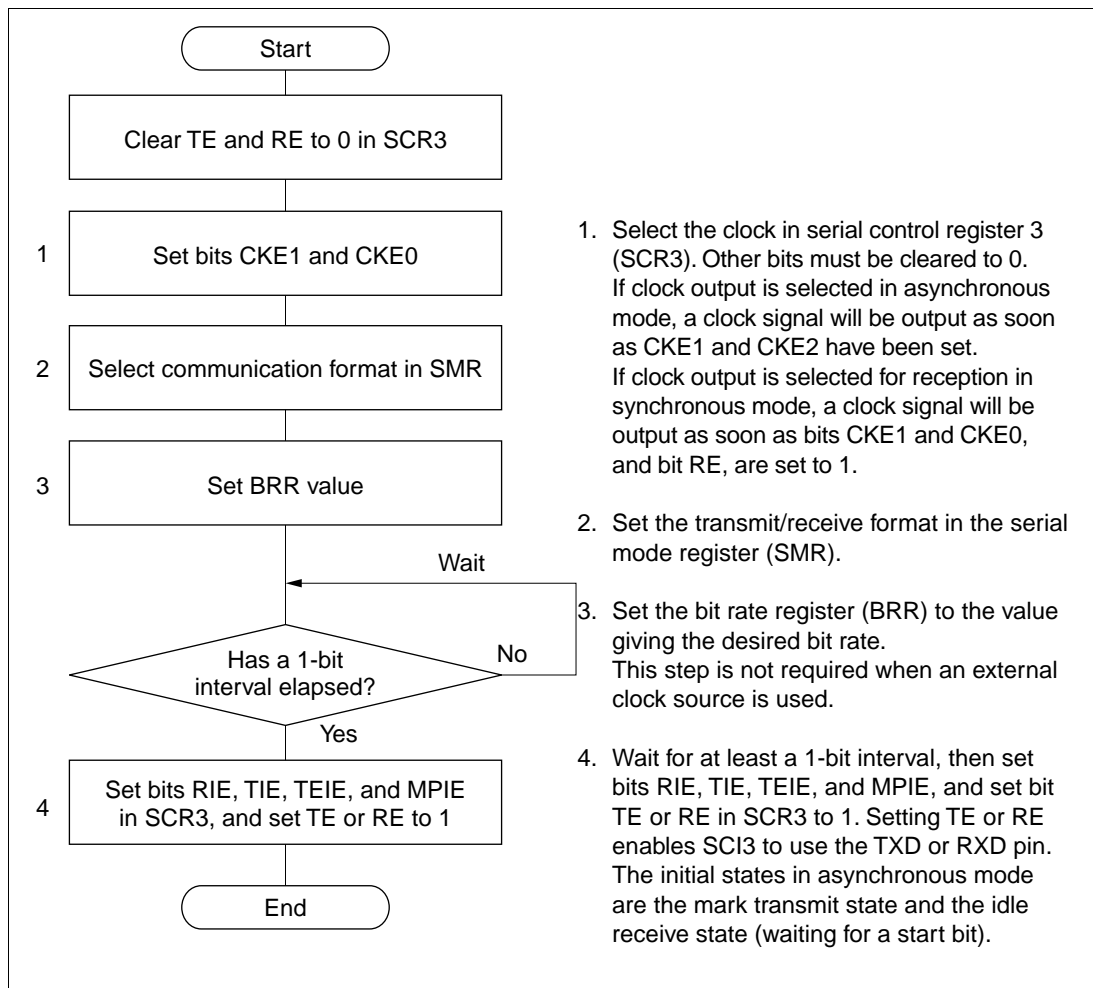 Start
Clear TE and RE to 0 in SCR3
1
Set bits CKE1 and CKE0
2
Select communication format in SMR
3
Set BRR value
Wait
Has a 1-bit
interval elapsed?
No
Yes
4
Set bits RIE, TIE, TEIE, and MPIE
in SCR3, and set TE or RE to 1
End
1. Select the clock in serial control register 3
(SCR3). Other bits must be cleared to 0.
If clock output is selected in asynchronous
mode, a clock signal will be output as soon
as CKE1 and CKE2 have been set.
If clock output is selected for reception in
synchronous mode, a clock signal will be
output as soon as bits CKE1 and CKE0,
and bit RE, are set to 1.
2. Set the transmit/receive format in the serial
mode register (SMR).
3. Set the bit rate register (BRR) to the value
giving the desired bit rate.
This step is not required when an external
clock source is used.
4. Wait for at least a 1-bit interval, then set
bits RIE, TIE, TEIE, and MPIE, and set bit
TE or RE in SCR3 to 1. Setting TE or RE
enables SCI3 to use the TXD or RXD pin.
The initial states in asynchronous mode
are the mark transmit state and the idle
receive state (waiting for a start bit).